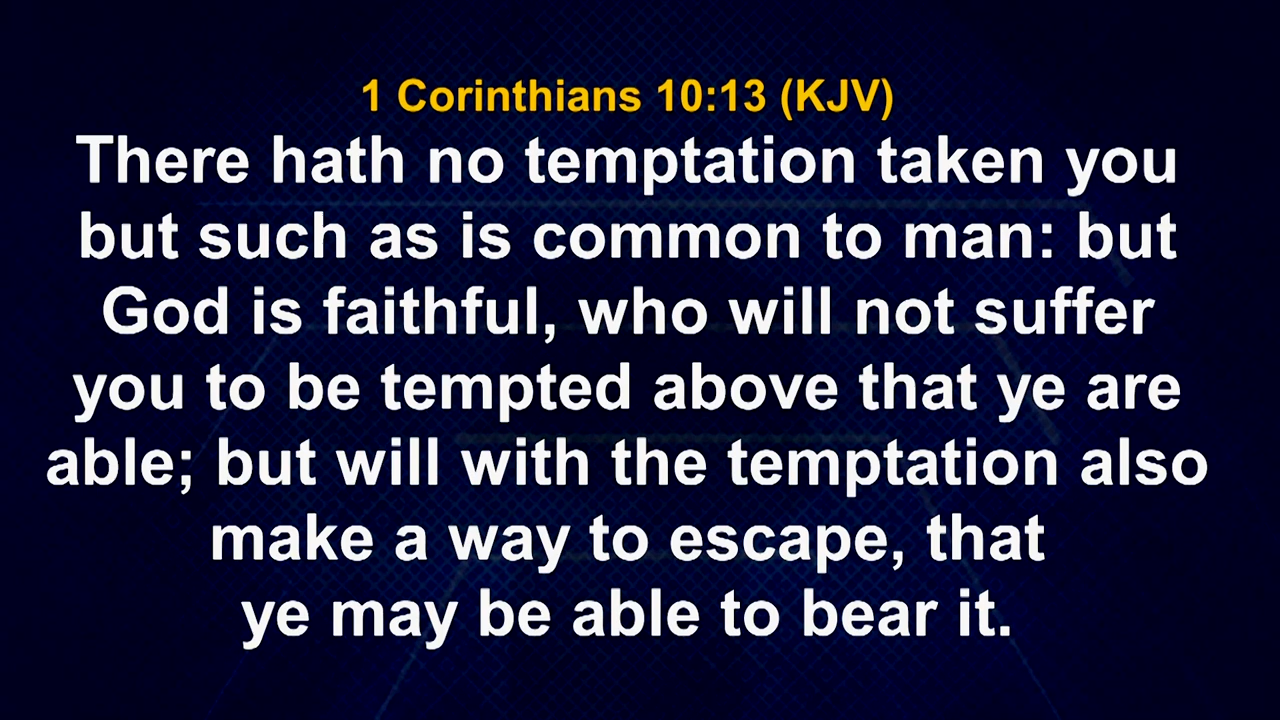 1 Corinthians 10:13 (KJV)
There hath no temptation taken you
but such as is common to man: but
God is faithful, who will not suffer
you to be tempted above that ye are
able; but will with the temptation also
make a way to escape, that
ye may be able to bear it.